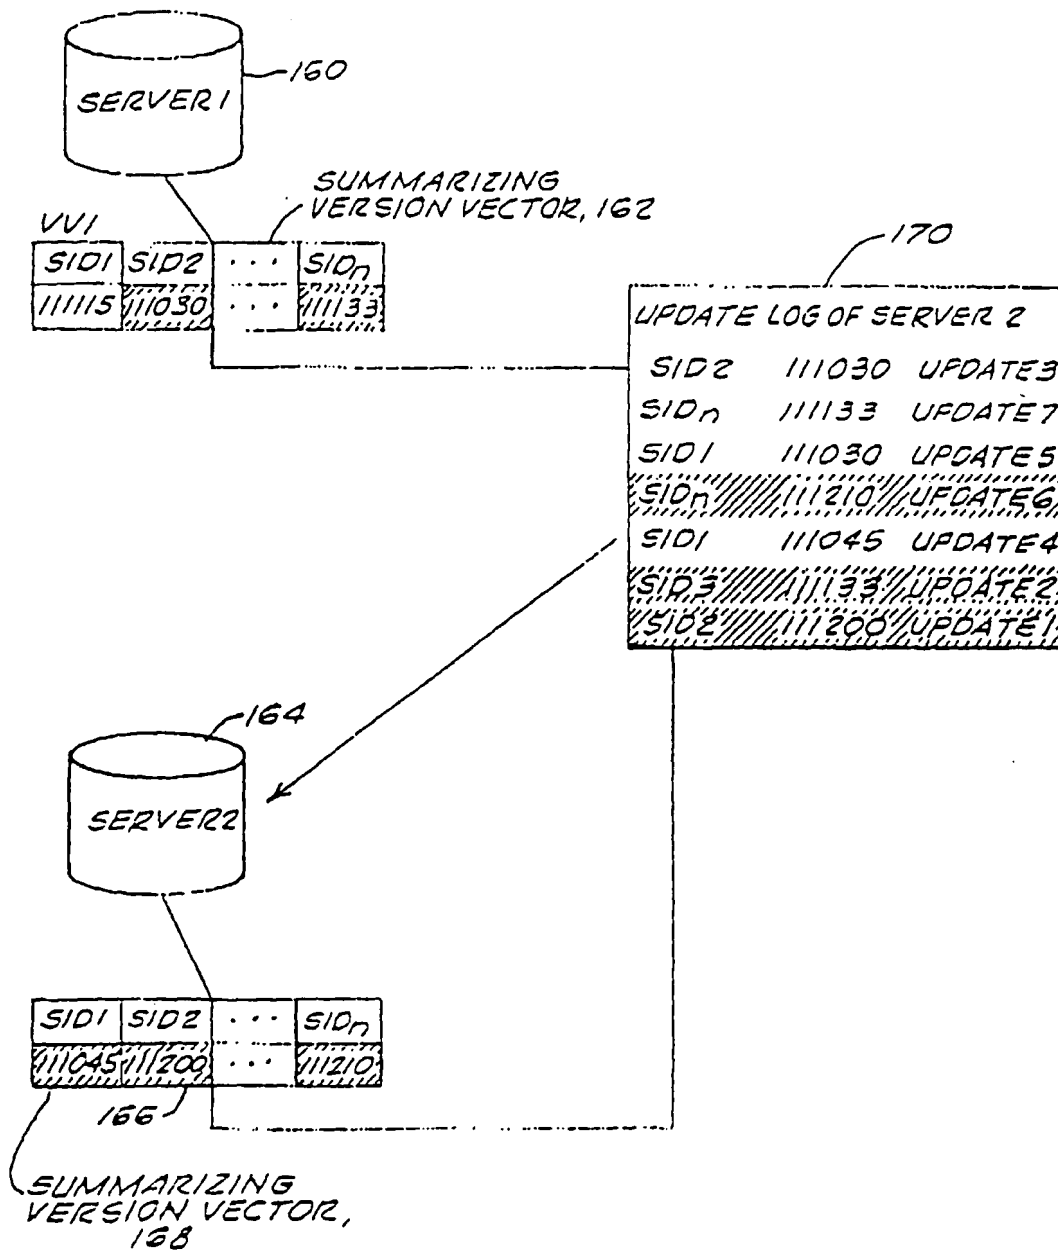 SERVER 1
160
SUMMARIZING
VERSION VECTOR, 162
VV1
SID1 SID2 ... SIDn
111115 111030 ... 111133
170
UPDATE LOG OF SERVER 2
SID2 111030 UPDATE3
SIDn 111133 UPDATE7
SID1 111030 UPDATE5
SIDn 111210 UPDATE6
SID1 111045 UPDATE4
SID3 111133 UPDATE2
SID2 111200 UPDATE1
164
SERVER2
SID1 SID2 ... SIDn
111045 111200 ... 111210
166
SUMMARIZING
VERSION VECTOR,
168